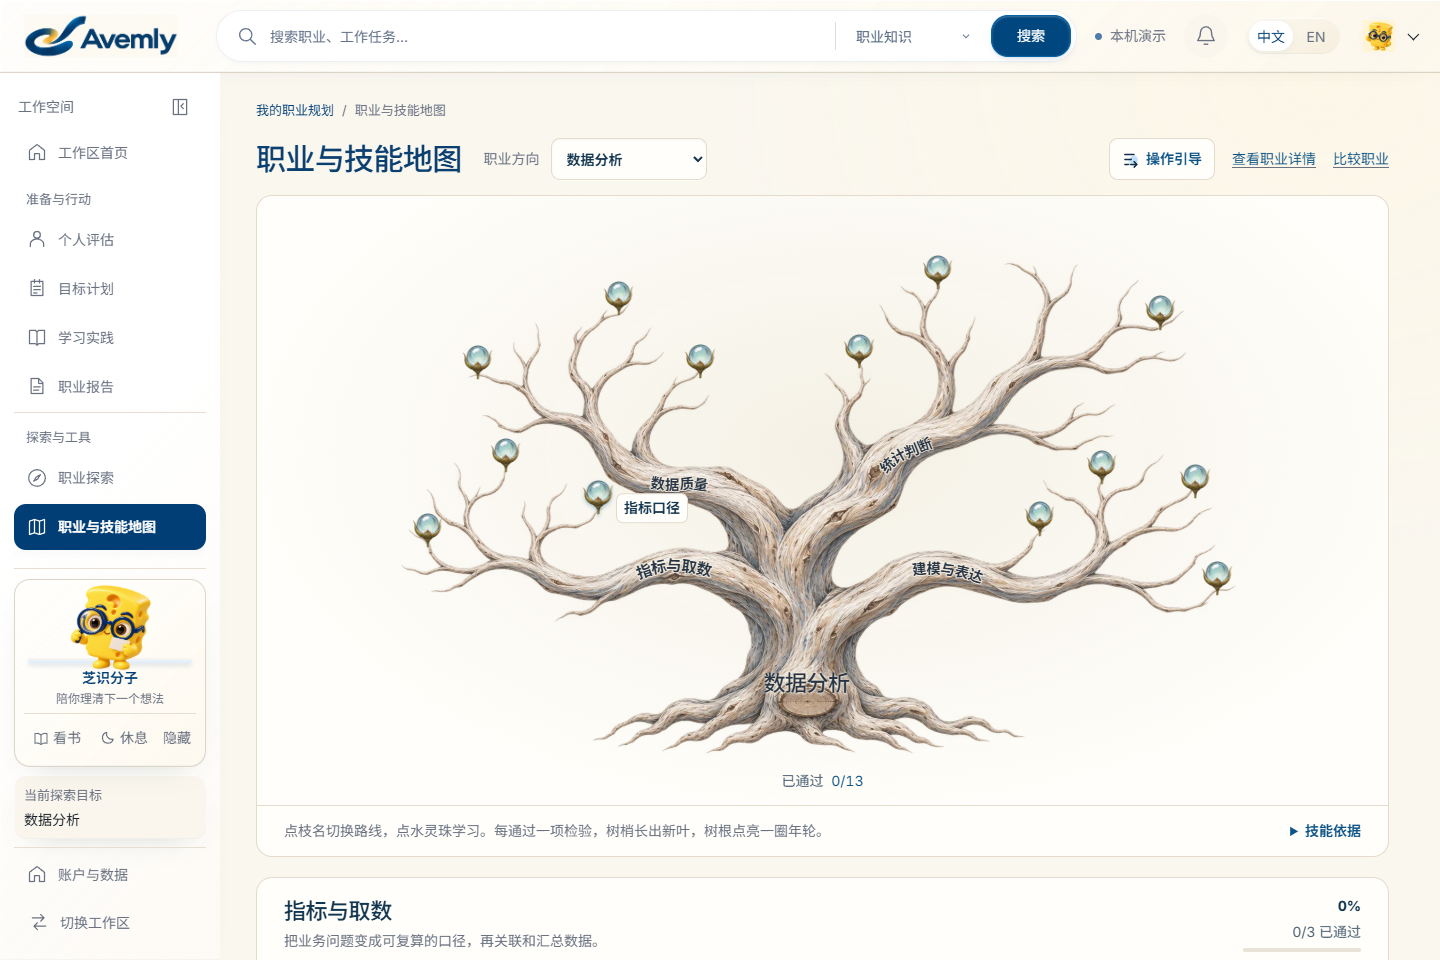 Avemly
搜索职业、工作任务...
职业知识
搜索
本机演示
中文
EN
工作空间
工作区首页
准备与行动
个人评估
目标计划
学习实践
职业报告
探索与工具
职业探索
职业与技能地图
芝识分子
陪你理清下一个想法
看书
休息
隐藏
当前探索目标
数据分析
账户与数据
切换工作区
我的职业规划 / 职业与技能地图
职业与技能地图
职业方向
数据分析
操作引导
查看职业详情
比较职业
统计判断
数据质量
指标口径
指标与取数
建模与表达
数据分析
已通过 0/13
点枝名切换路线，点水灵珠学习。每通过一项检验，树梢长出新叶，树根点亮一圈年轮。
技能依据
指标与取数
0%
把业务问题变成可复算的口径，再关联和汇总数据。
0/3 已通过